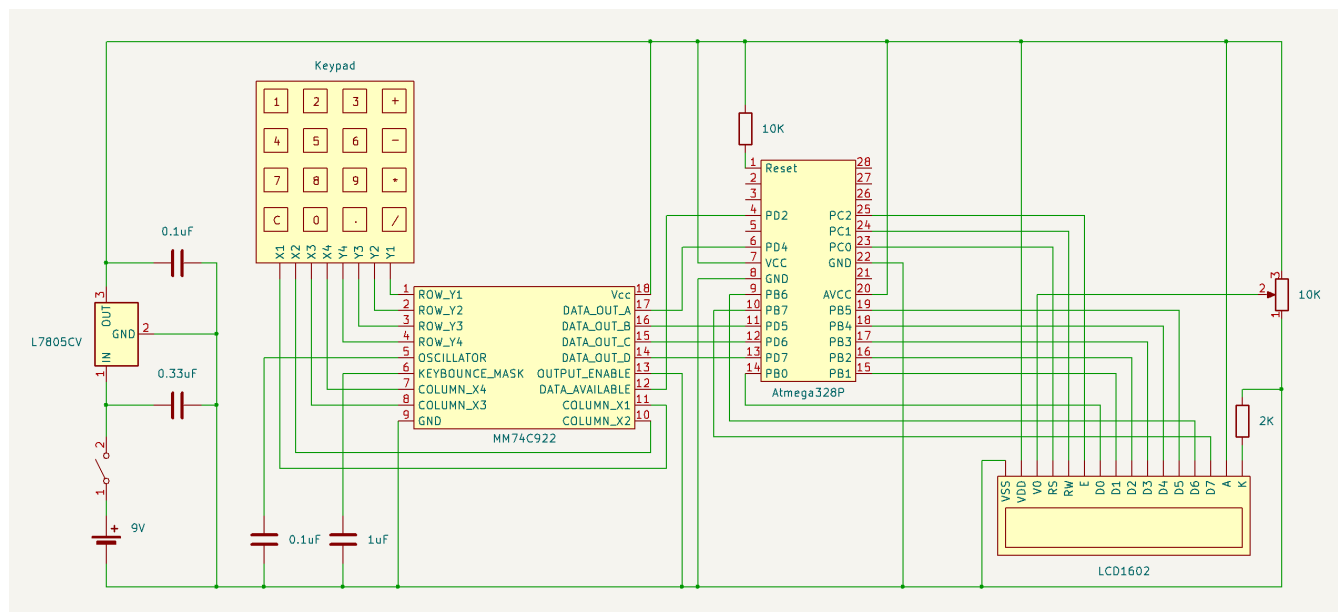 Keypad
1 2 3 +
4 5 6 -
7 8 9 *
C 0 . /
X1 X2 X3 X4 Y4 Y3 Y2 Y1
0.1uF
3
OUT
GND 2
IN
1
L7805CV
0.33uF
2
1
+ 9V
0.1uF
1uF
1 ROW_Y1
2 ROW_Y2
3 ROW_Y3
4 ROW_Y4
5 OSCILLATOR
6 KEYBOUNCE_MASK
7 COLUMN_X4
8 COLUMN_X3
9 GND
Vcc 18
DATA_OUT_A 17
DATA_OUT_B 16
DATA_OUT_C 15
DATA_OUT_D 14
OUTPUT_ENABLE 13
DATA_AVAILABLE 12
COLUMN_X1 11
COLUMN_X2 10
MM74C922
10K
1 Reset
2
3
4 PD2
5
6 PD4
7 VCC
8 GND
9 PB6
10 PB7
11 PD5
12 PD6
13 PD7
14 PB0
28
27
26
PC2 25
PC1 24
PC0 23
GND 22
21
AVCC 20
PB5 19
PB4 18
PB3 17
PB2 16
PB1 15
Atmega328P
3
2
1
10K
2K
VSS VDD VO RS RW E D0 D1 D2 D3 D4 D5 D6 D7 A K
LCD1602